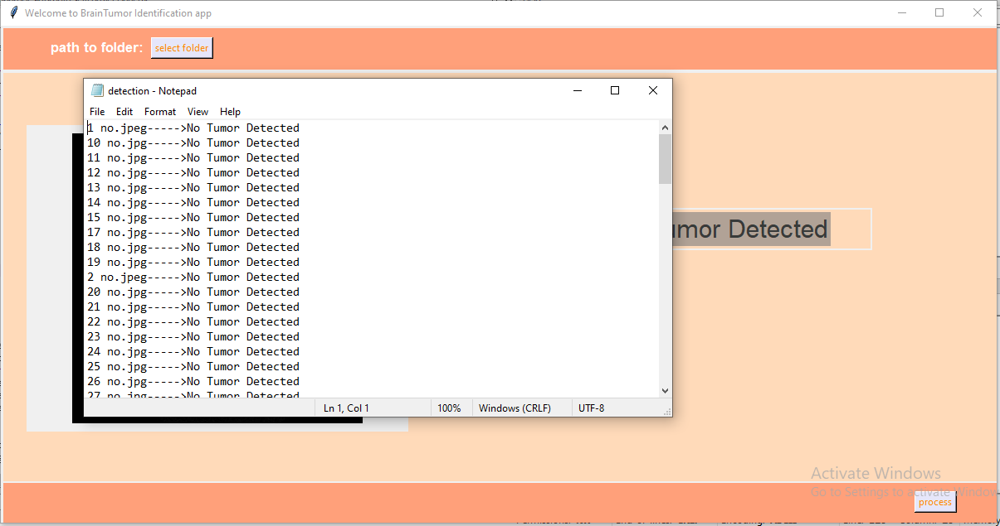 Welcome to BrainTumor Identification app
path to folder: select folder
detection - Notepad
File Edit Format View Help
1 no.jpeg----->No Tumor Detected
10 no.jpg----->No Tumor Detected
11 no.jpg----->No Tumor Detected
12 no.jpg----->No Tumor Detected
13 no.jpg----->No Tumor Detected
14 no.jpg----->No Tumor Detected
15 no.jpg----->No Tumor Detected
17 no.jpg----->No Tumor Detected
18 no.jpg----->No Tumor Detected
19 no.jpg----->No Tumor Detected
2 no.jpeg----->No Tumor Detected
20 no.jpg----->No Tumor Detected
21 no.jpg----->No Tumor Detected
22 no.jpg----->No Tumor Detected
23 no.jpg----->No Tumor Detected
24 no.jpg----->No Tumor Detected
25 no.jpg----->No Tumor Detected
26 no.jpg----->No Tumor Detected
27 no.jpg----->No Tumor Detected
Ln 1, Col 1 100% Windows (CRLF) UTF-8
umor Detected
Activate Windows
Go to Settings to activate Window
process